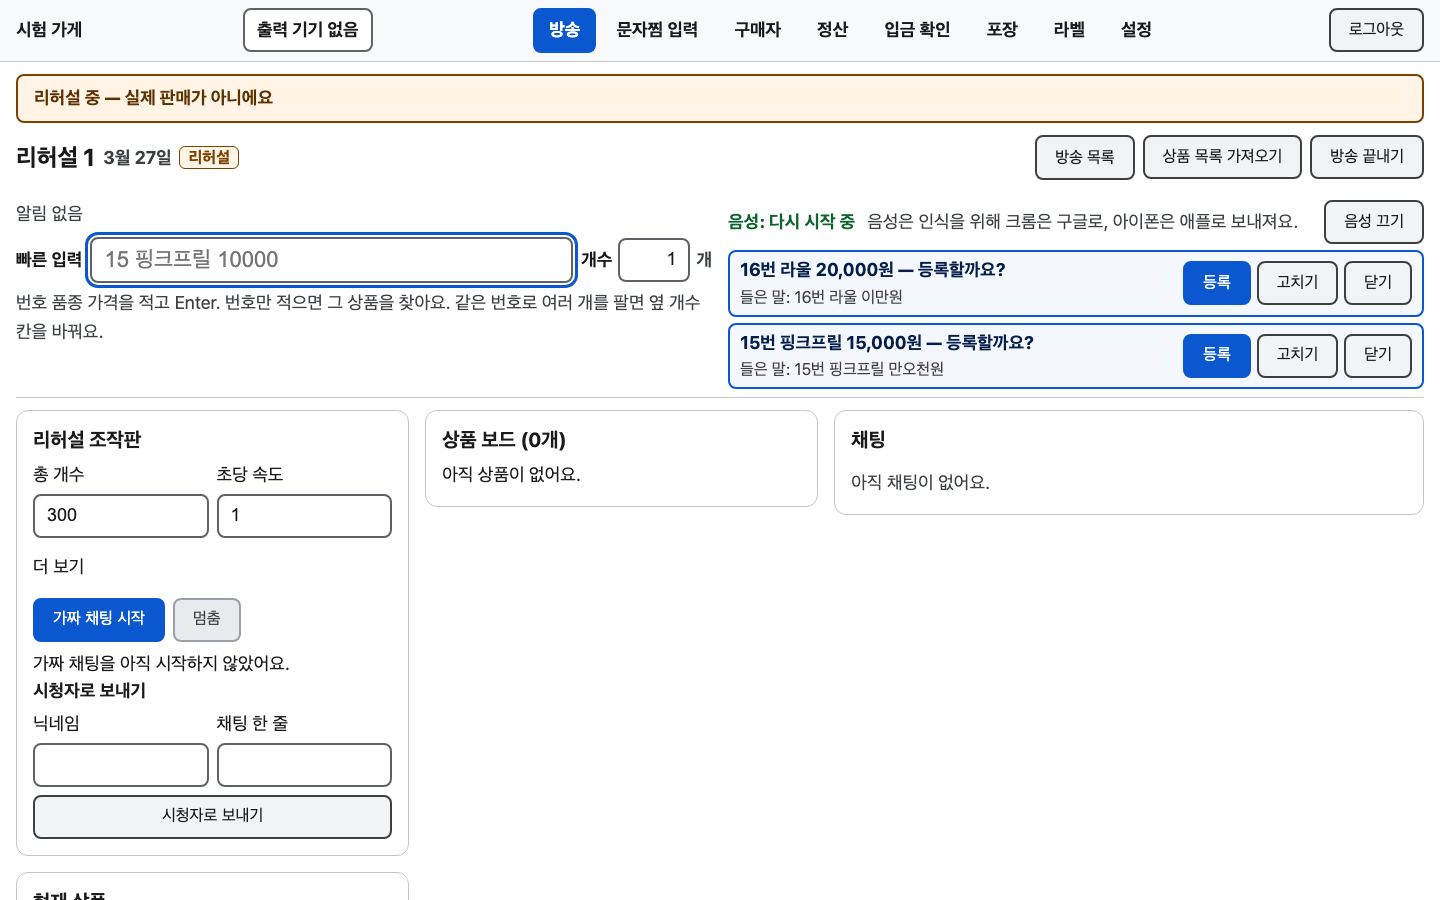 시험 가게
출력 기기 없음
방송
문자찜 입력
구매자
정산
입금 확인
포장
라벨
설정
로그아웃
리허설 중 — 실제 판매가 아니에요
리허설 1 3월 27일 리허설
방송 목록
상품 목록 가져오기
방송 끝내기
알림 없음
빠른 입력
15 핑크프릴 10000
개수
1
개
번호 품종 가격을 적고 Enter. 번호만 적으면 그 상품을 찾아요. 같은 번호로 여러 개를 팔면 옆 개수
칸을 바꿔요.
음성: 다시 시작 중 음성은 인식을 위해 크롬은 구글로, 아이폰은 애플로 보내져요.
음성 끄기
16번 라울 20,000원 — 등록할까요?
들은 말: 16번 라울 이만원
등록
고치기
닫기
15번 핑크프릴 15,000원 — 등록할까요?
들은 말: 15번 핑크프릴 만오천원
등록
고치기
닫기
리허설 조작판
총 개수
초당 속도
300
1
더 보기
가짜 채팅 시작
멈춤
가짜 채팅을 아직 시작하지 않았어요.
시청자로 보내기
닉네임
채팅 한 줄
시청자로 보내기
상품 보드 (0개)
아직 상품이 없어요.
채팅
아직 채팅이 없어요.
현재 상품